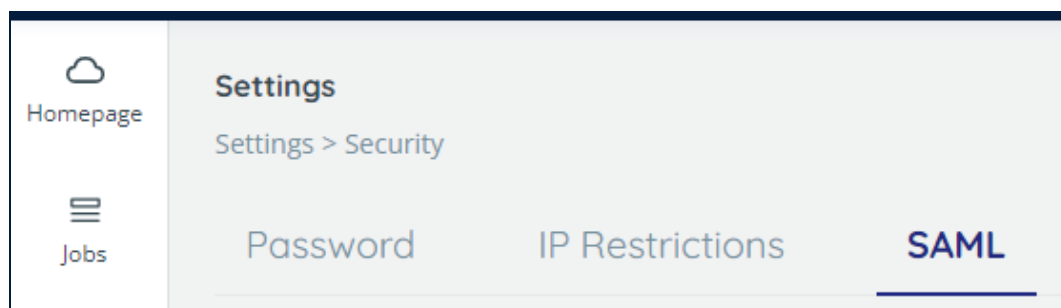 Homepage
Jobs
Settings
Settings > Security
Password IP Restrictions SAML